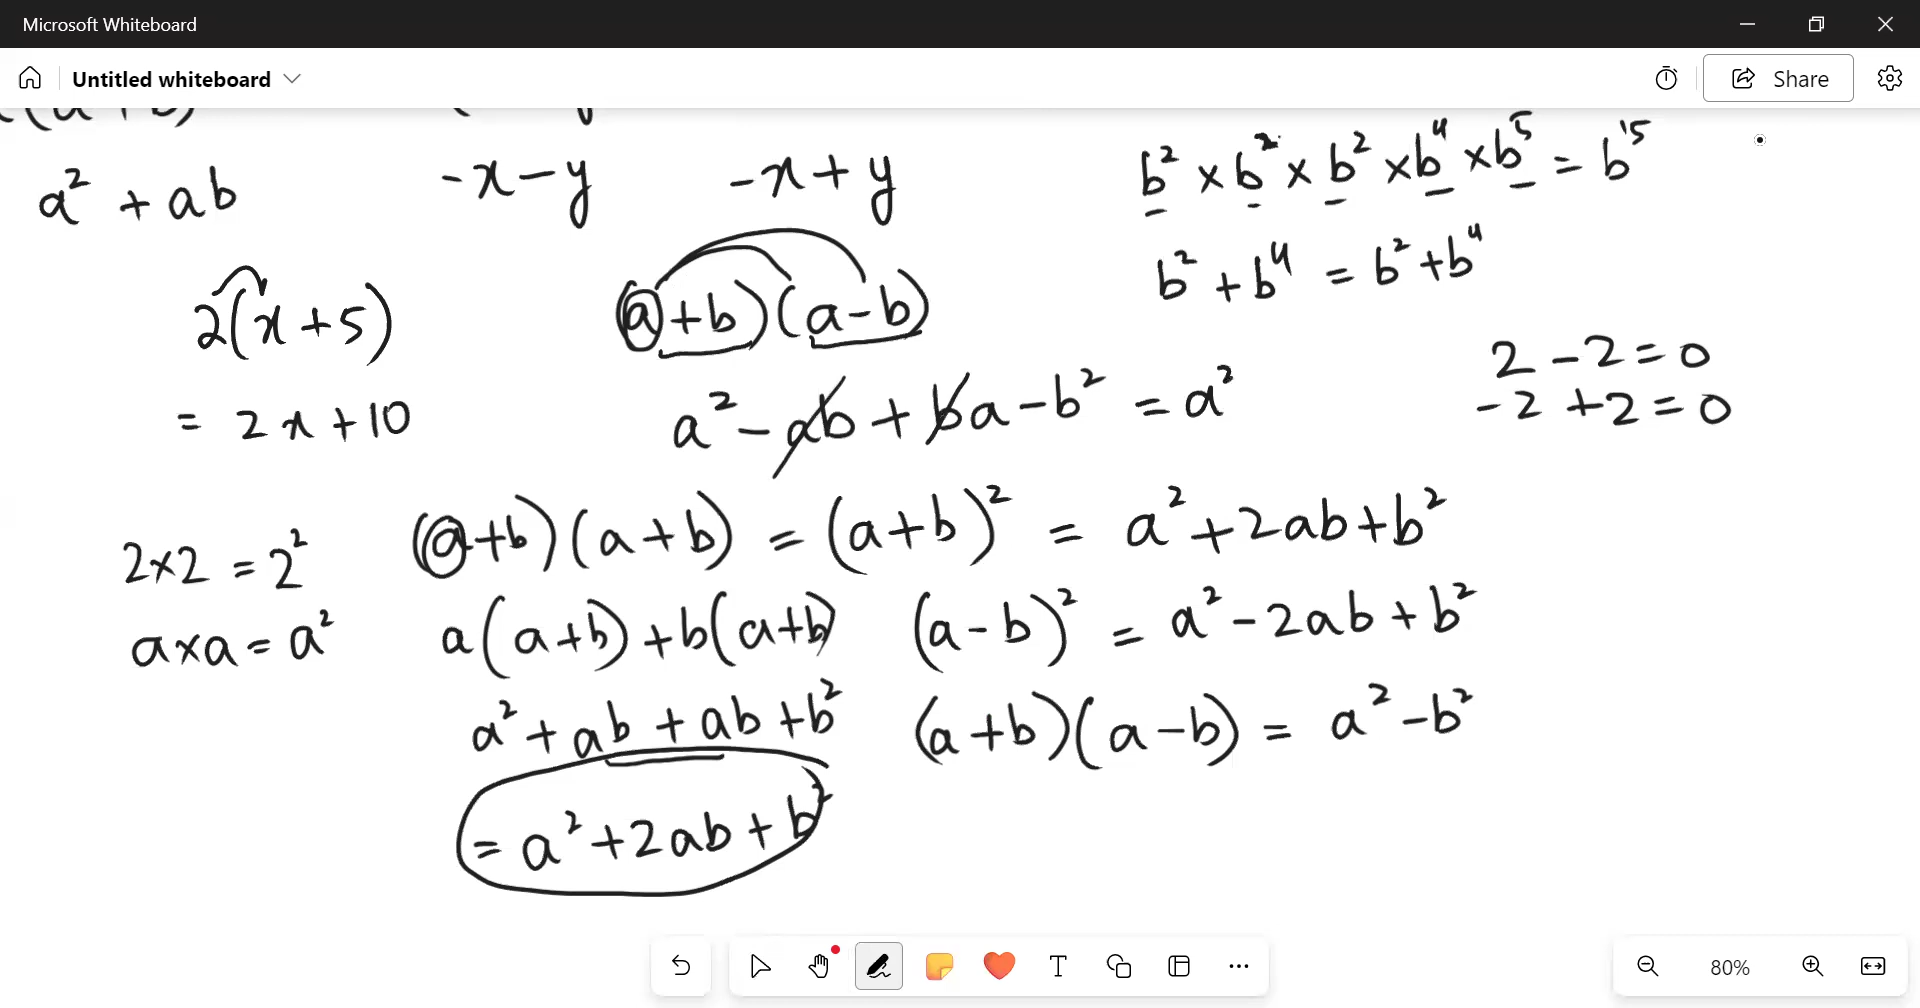 Microsoft Whiteboard
Untitled whiteboard
Share
a² + ab
-x-y
-x+y
b² × b² × b² × b⁴ × b⁵ = b¹⁵
b² + b⁴ = b² + b⁴
2(x+5)
= 2x+10
(a+b)(a-b)
a² - ab + ba - b² = a²
2 - 2 = 0
-2 + 2 = 0
2×2 = 2²
a×a = a²
(a+b)(a+b) = (a+b)² = a² + 2ab + b²
a(a+b) + b(a+b)
(a-b)² = a² - 2ab + b²
a² + ab + ab + b²
(a+b)(a-b) = a² - b²
= a² + 2ab + b²
80%